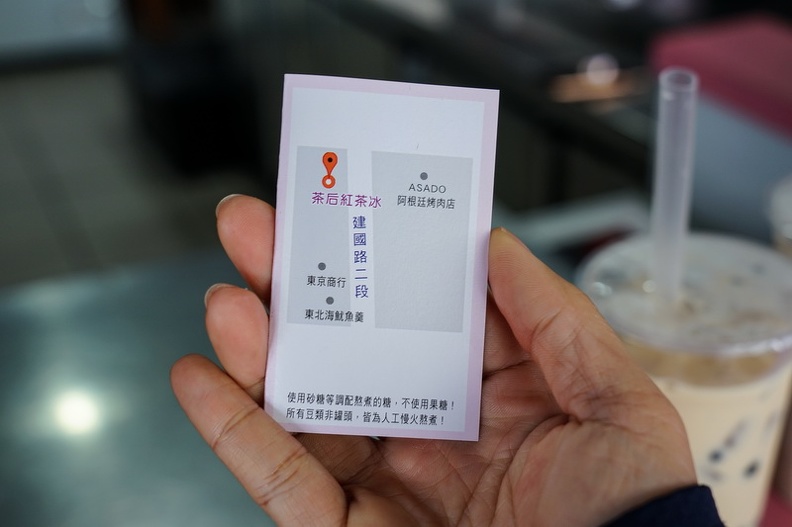 茶后紅茶冰
ASADO
阿根廷烤肉店
建國路二段
東京商行
東北海魷魚羹
使用砂糖等調配熬煮的糖，不使用果糖！
所有豆類非罐頭，皆為人工慢火熬煮！